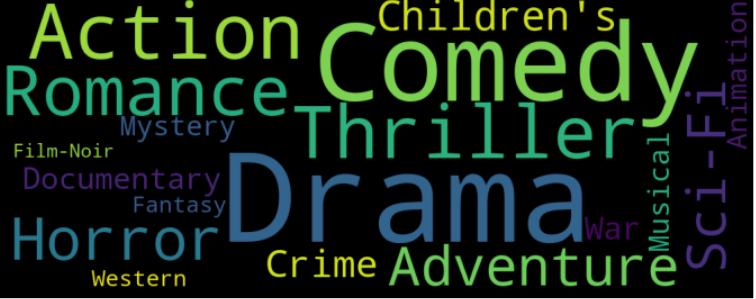 Action
Children's
Comedy
Animation
Romance
Thriller
Mystery
Sci-Fi
Film-Noir
Musical
Documentary
Drama
Fantasy
War
Horror
Crime
Adventure
Western